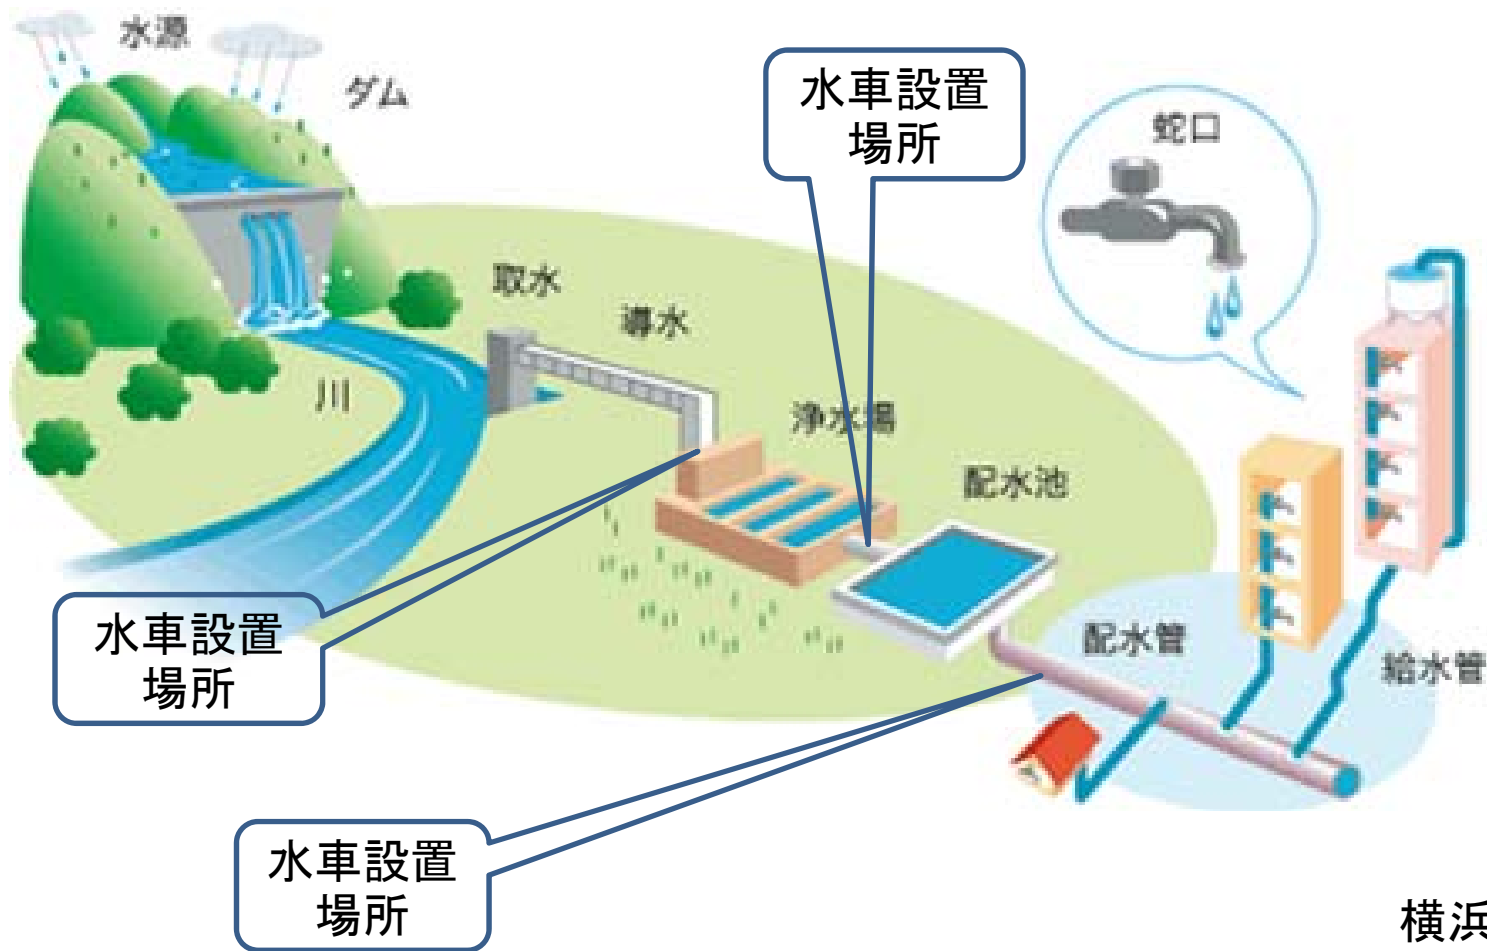 水源
ダム
水車設置
場所
蛇口
取水
導水
川
浄水場
配水池
水車設置
場所
配水管
給水管
水車設置
場所
横浜